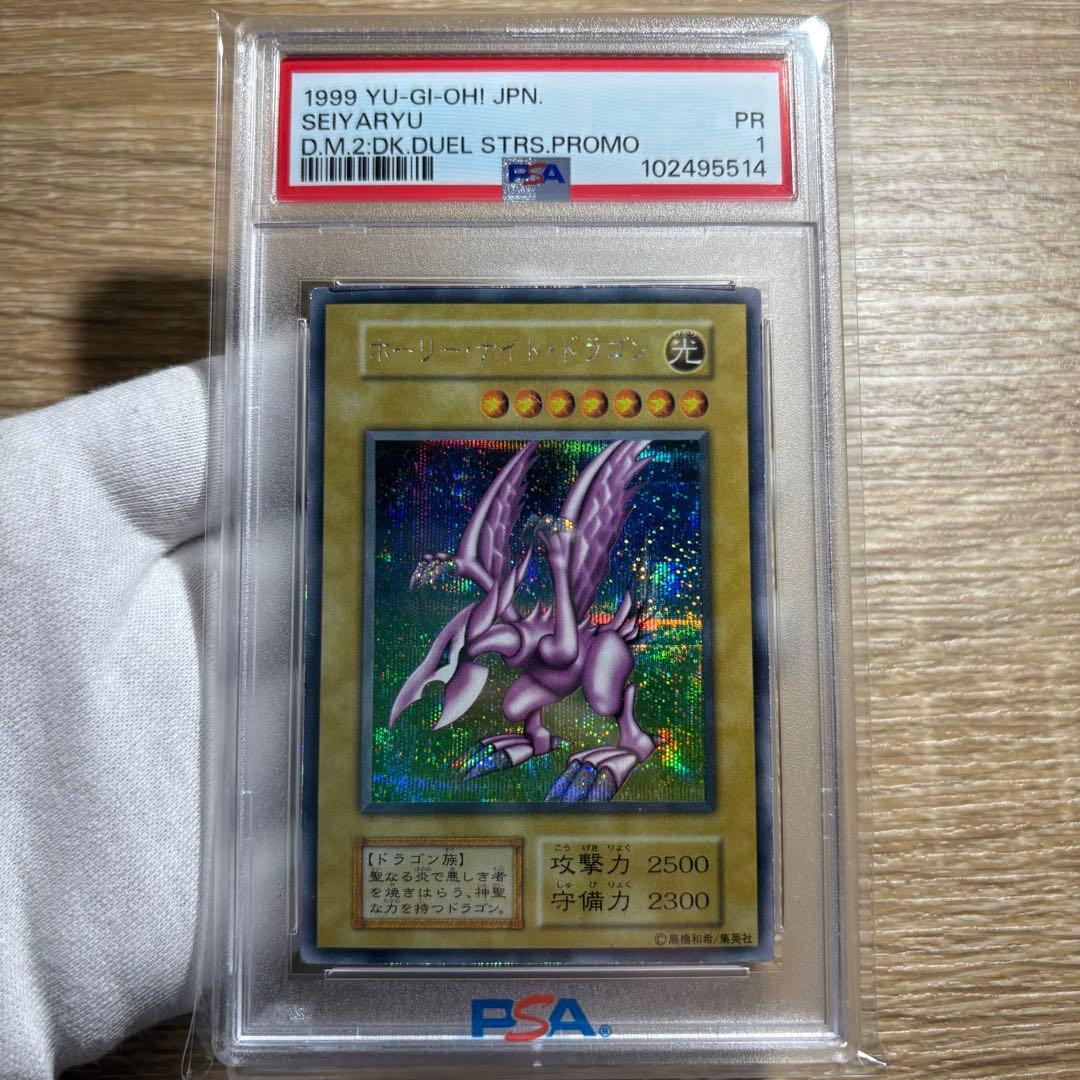 1999 YU-GI-OH! JPN.
SEIYARYU
PR
D.M.2:DK.DUEL STRS.PROMO
1
102495514
PSA
ホーリー・ナイト・ドラゴン
光
【ドラゴン族】
聖なる炎で悪しき者
を焼きはらう、神聖
な力を持つドラゴン。
こうげきりょく
攻撃力 2500
しゅびりょく
守備力 2300
©高橋和希/集英社
PSA®